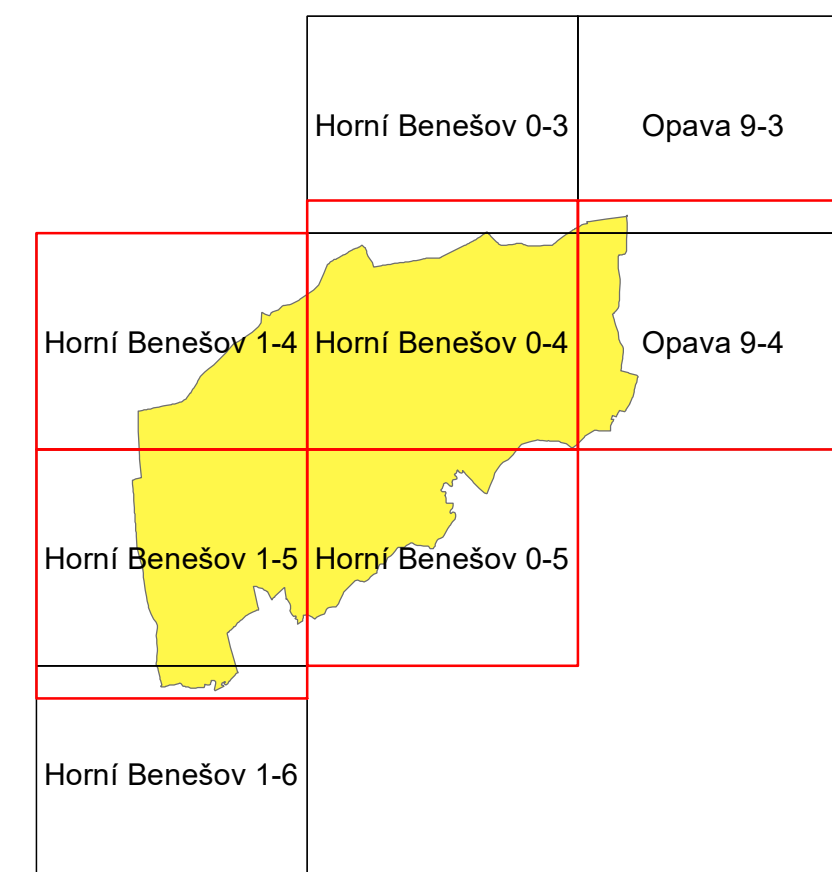 Horní Benešov 0-3
Opava 9-3
Horní Benešov 1-4
Horní Benešov 0-4
Opava 9-4
Horní Benešov 1-5
Horní Benešov 0-5
Horní Benešov 1-6